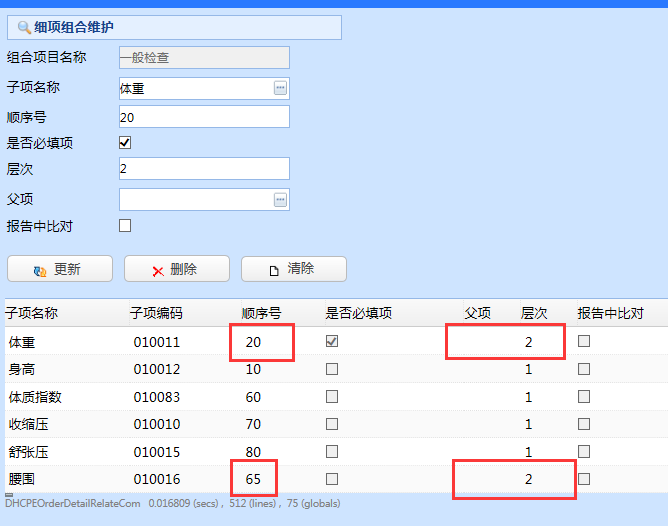 细项组合维护
组合项目名称 一般检查
子项名称 体重
顺序号 20
是否必填项
层次 2
父项
报告中比对
更新 删除 清除
子项名称 子项编码 顺序号 是否必填项 父项 层次 报告中比对
体重 010011 20 2
身高 010012 10 1
体质指数 010083 60 1
收缩压 010010 70 1
舒张压 010015 80 1
腰围 010016 65 2
DHCPEOrderDetailRelateCom 0.016809 (secs) , 512 (lines) , 75 (globals)